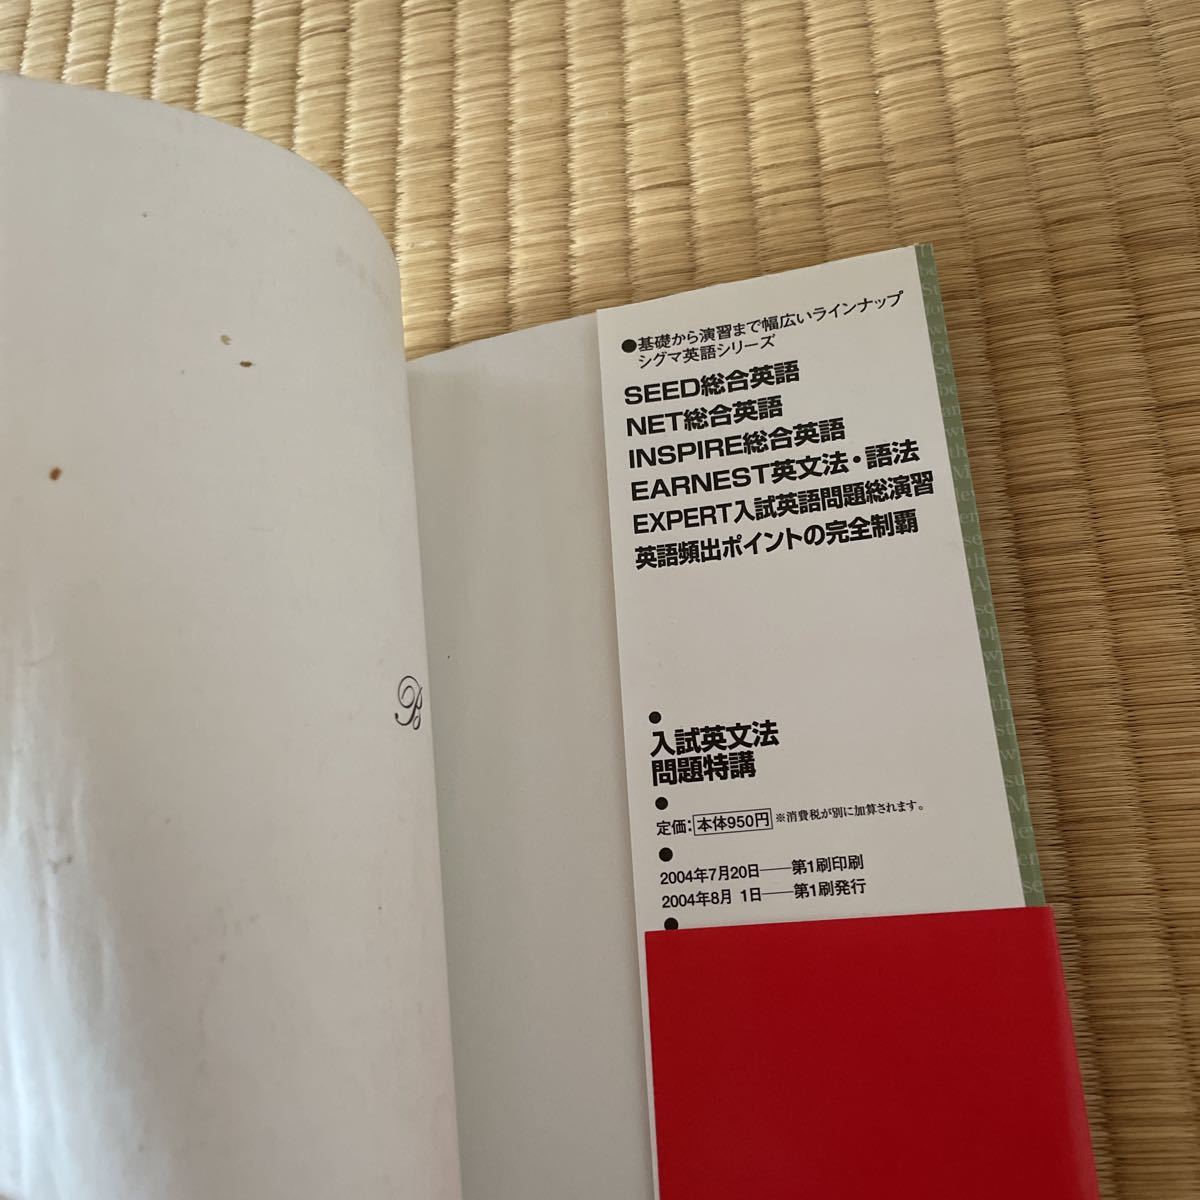 ●基礎から演習まで幅広いラインナップ
シグマ英語シリーズ
SEED総合英語
NET総合英語
INSPIRE総合英語
EARNEST英文法・語法
EXPERT入試英語問題総演習
英語頻出ポイントの完全制覇
●
入試英文法
問題特講
●
定価：本体950円 ※消費税が別に加算されます。
●
2004年7月20日——第1刷印刷
2004年8月 1日——第1刷発行
●
B